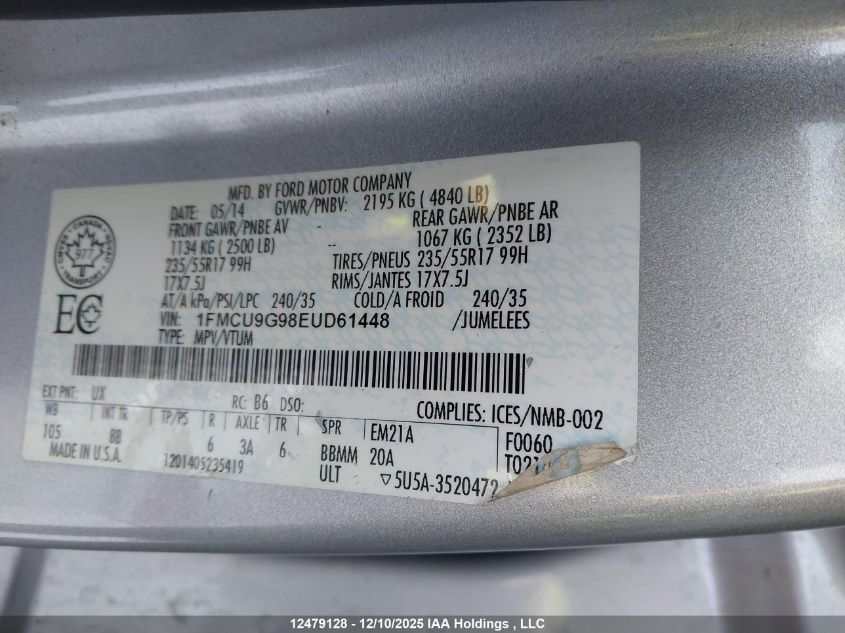 MFD. BY FORD MOTOR COMPANY
DATE: 05/14 GVWR/PNBV: 2195 KG ( 4840 LB)
FRONT GAWR/PNBE AV REAR GAWR/PNBE AR
1134 KG ( 2500 LB) -- 1067 KG ( 2352 LB)
235/55R17 99H TIRES/PNEUS 235/55R17 99H
17X7.5J RIMS/JANTES 17X7.5J
AT/A kPa/PSI/LPC 240/35 COLD/A FROID 240/35
VIN: 1FMCU9G98EUD61448 /JUMELEES
TYPE: MPV/VTUM
CANADA
TRANSPORT
977
EC
EXT PNT: UX RC: B6 DSO: COMPLIES: ICES/NMB-002
WB INT TR TP/PS R AXLE TR SPR EM21A F0060
105 BB 6 3A 6 BBMM 20A
MADE IN U.S.A. 1201405235419 ULT ▽5U5A-3520472
12479128 - 12/10/2025 IAA Holdings , LLC